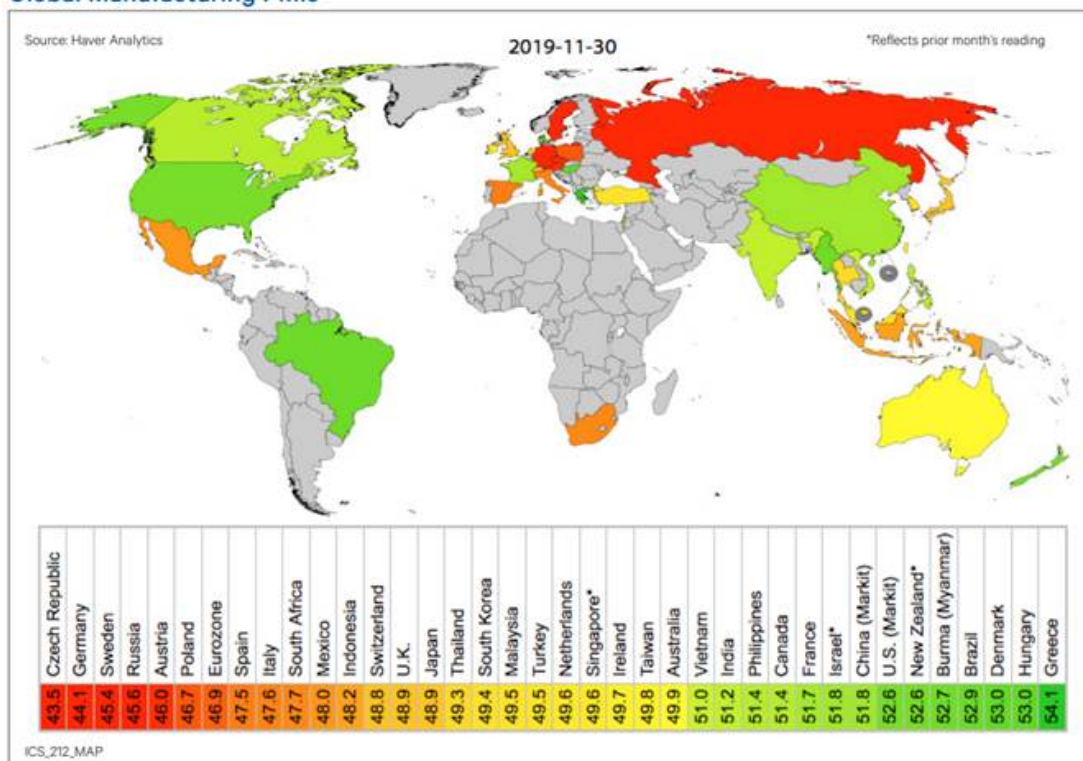 Global Manufacturing PMIs
Source: Haver Analytics
2019-11-30
*Reflects prior month's reading
43.5 Czech Republic
44.1 Germany
45.4 Sweden
45.6 Russia
46.0 Austria
46.7 Poland
46.9 Eurozone
47.5 Spain
47.6 Italy
47.7 South Africa
48.0 Mexico
48.2 Indonesia
48.8 Switzerland
48.9 U.K.
48.9 Japan
49.3 Thailand
49.4 South Korea
49.5 Malaysia
49.5 Turkey
49.6 Netherlands
49.6 Singapore*
49.7 Ireland
49.8 Taiwan
49.9 Australia
51.0 Vietnam
51.2 India
51.4 Philippines
51.4 Canada
51.7 France
51.8 Israel*
51.8 China (Markit)
52.6 U.S. (Markit)
52.6 New Zealand*
52.7 Burma (Myanmar)
52.9 Brazil
53.0 Denmark
53.0 Hungary
54.1 Greece
ICS_212_MAP